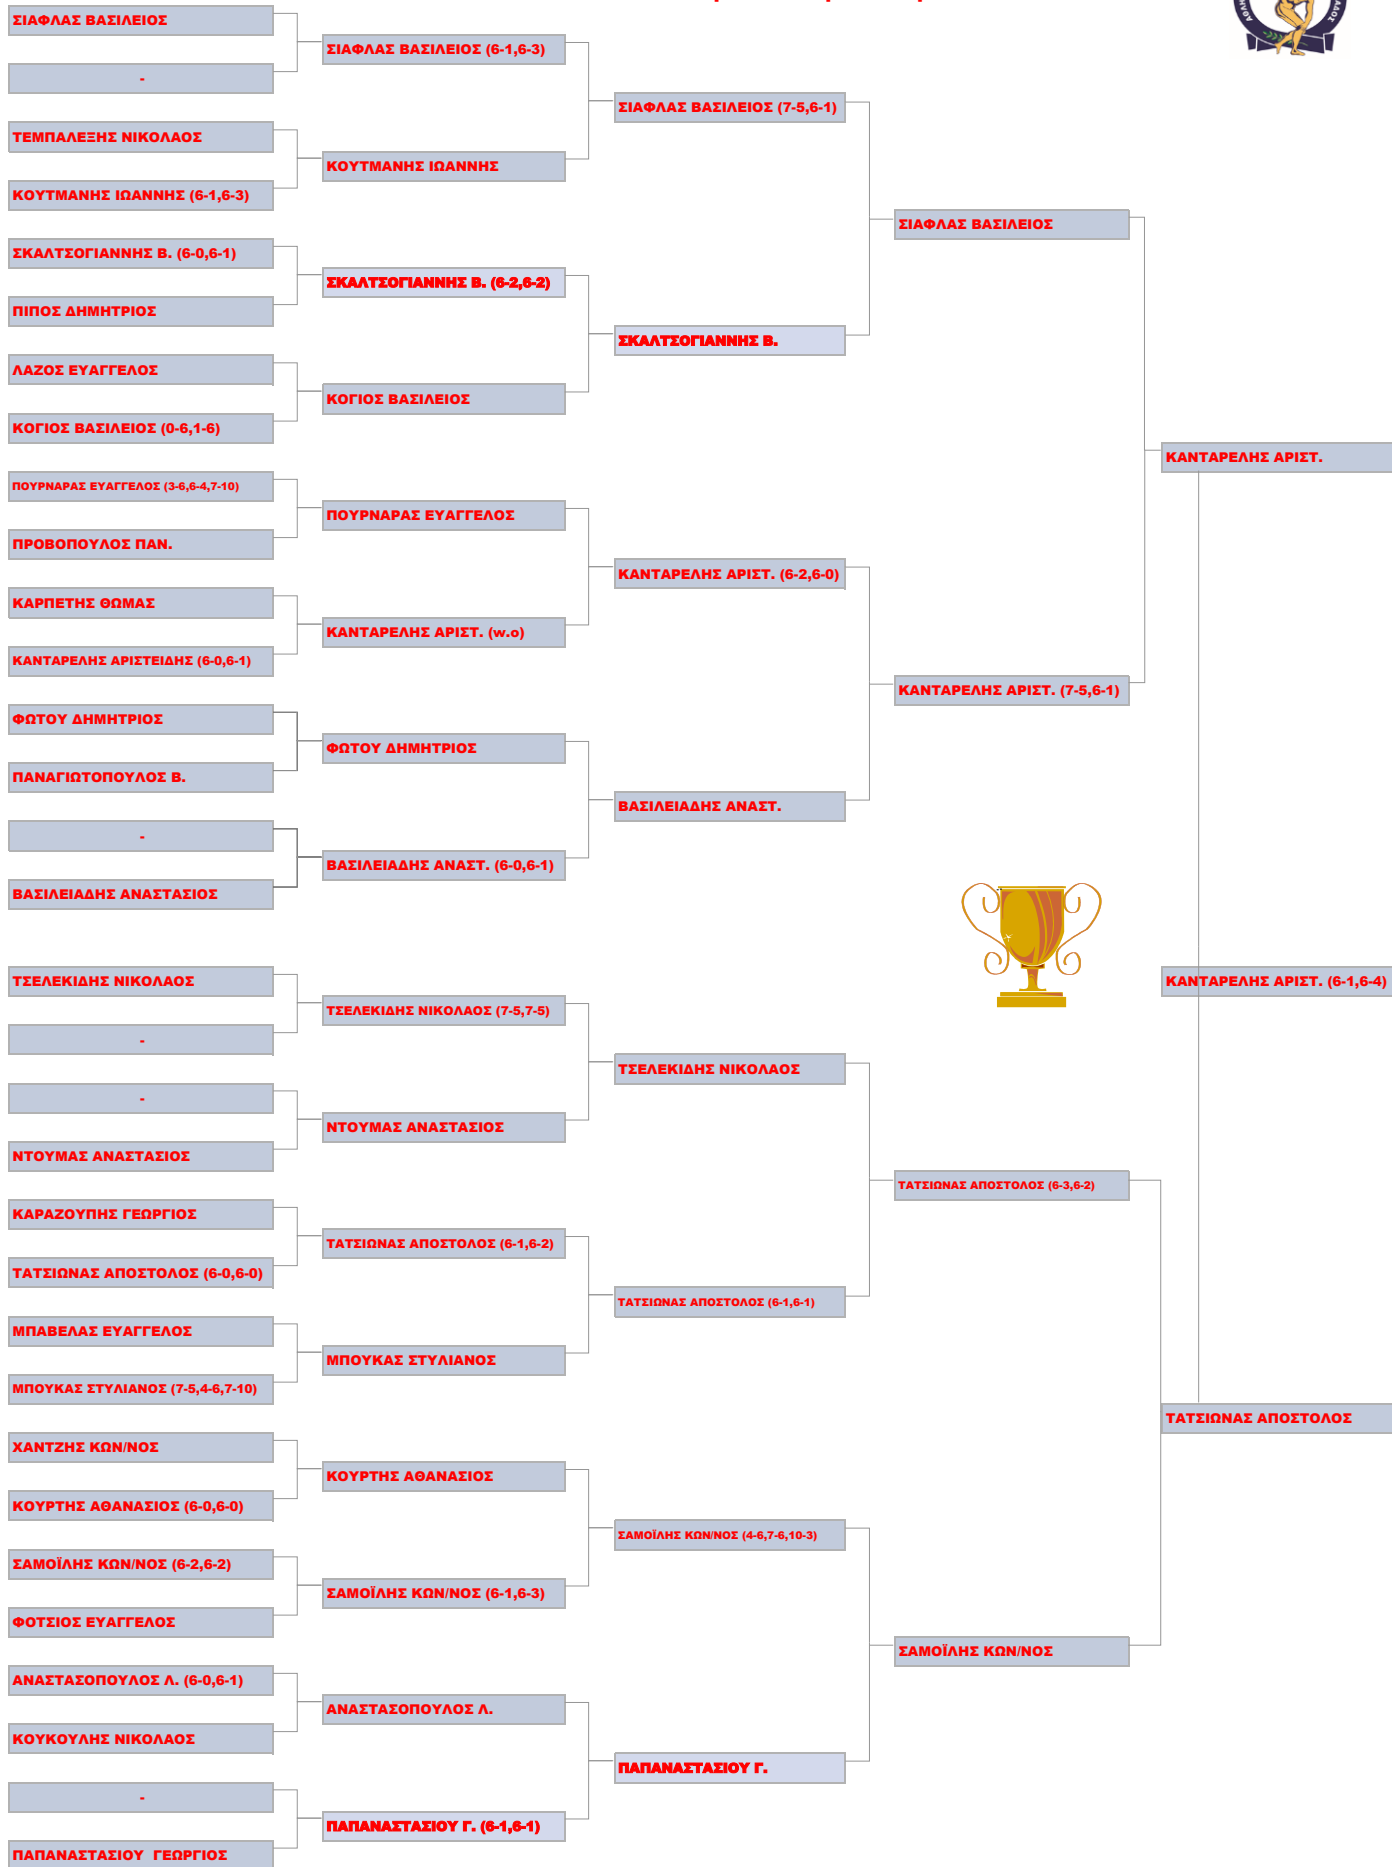 ΣΙΑΦΛΑΣ ΒΑΣΙΛΕΙΟΣ
-
ΤΕΜΠΑΛΕΞΗΣ ΝΙΚΟΛΑΟΣ
ΚΟΥΤΜΑΝΗΣ ΙΩΑΝΝΗΣ (6-1,6-3)
ΣΚΑΛΤΣΟΓΙΑΝΝΗΣ Β. (6-0,6-1)
ΠΙΠΟΣ ΔΗΜΗΤΡΙΟΣ
ΛΑΖΟΣ ΕΥΑΓΓΕΛΟΣ
ΚΟΓΙΟΣ ΒΑΣΙΛΕΙΟΣ (0-6,1-6)
ΠΟΥΡΝΑΡΑΣ ΕΥΑΓΓΕΛΟΣ (3-6,6-4,7-10)
ΠΡΟΒΟΠΟΥΛΟΣ ΠΑΝ.
ΚΑΡΠΕΤΗΣ ΘΩΜΑΣ
ΚΑΝΤΑΡΕΛΗΣ ΑΡΙΣΤΕΙΔΗΣ (6-0,6-1)
ΦΩΤΟΥ ΔΗΜΗΤΡΙΟΣ
ΠΑΝΑΓΙΩΤΟΠΟΥΛΟΣ Β.
-
ΒΑΣΙΛΕΙΑΔΗΣ ΑΝΑΣΤΑΣΙΟΣ
ΤΣΕΛΕΚΙΔΗΣ ΝΙΚΟΛΑΟΣ
-
-
ΝΤΟΥΜΑΣ ΑΝΑΣΤΑΣΙΟΣ
ΚΑΡΑΖΟΥΠΗΣ ΓΕΩΡΓΙΟΣ
ΤΑΤΣΙΩΝΑΣ ΑΠΟΣΤΟΛΟΣ (6-0,6-0)
ΜΠΑΒΕΛΑΣ ΕΥΑΓΓΕΛΟΣ
ΜΠΟΥΚΑΣ ΣΤΥΛΙΑΝΟΣ (7-5,4-6,7-10)
ΧΑΝΤΖΗΣ ΚΩΝ/ΝΟΣ
ΚΟΥΡΤΗΣ ΑΘΑΝΑΣΙΟΣ (6-0,6-0)
ΣΑΜΟΪΛΗΣ ΚΩΝ/ΝΟΣ (6-2,6-2)
ΦΟΤΣΙΟΣ ΕΥΑΓΓΕΛΟΣ
ΑΝΑΣΤΑΣΟΠΟΥΛΟΣ Λ. (6-0,6-1)
ΚΟΥΚΟΥΛΗΣ ΝΙΚΟΛΑΟΣ
-
ΠΑΠΑΝΑΣΤΑΣΙΟΥ ΓΕΩΡΓΙΟΣ
ΣΙΑΦΛΑΣ ΒΑΣΙΛΕΙΟΣ (6-1,6-3)
ΚΟΥΤΜΑΝΗΣ ΙΩΑΝΝΗΣ
ΣΚΑΛΤΣΟΓΙΑΝΝΗΣ Β. (6-2,6-2)
ΚΟΓΙΟΣ ΒΑΣΙΛΕΙΟΣ
ΠΟΥΡΝΑΡΑΣ ΕΥΑΓΓΕΛΟΣ
ΚΑΝΤΑΡΕΛΗΣ ΑΡΙΣΤ. (w.o)
ΦΩΤΟΥ ΔΗΜΗΤΡΙΟΣ
ΒΑΣΙΛΕΙΑΔΗΣ ΑΝΑΣΤ. (6-0,6-1)
ΤΣΕΛΕΚΙΔΗΣ ΝΙΚΟΛΑΟΣ (7-5,7-5)
ΝΤΟΥΜΑΣ ΑΝΑΣΤΑΣΙΟΣ
ΤΑΤΣΙΩΝΑΣ ΑΠΟΣΤΟΛΟΣ (6-1,6-2)
ΜΠΟΥΚΑΣ ΣΤΥΛΙΑΝΟΣ
ΚΟΥΡΤΗΣ ΑΘΑΝΑΣΙΟΣ
ΣΑΜΟΪΛΗΣ ΚΩΝ/ΝΟΣ (6-1,6-3)
ΑΝΑΣΤΑΣΟΠΟΥΛΟΣ Λ.
ΠΑΠΑΝΑΣΤΑΣΙΟΥ Γ. (6-1,6-1)
ΣΙΑΦΛΑΣ ΒΑΣΙΛΕΙΟΣ (7-5,6-1)
ΣΚΑΛΤΣΟΓΙΑΝΝΗΣ Β.
ΚΑΝΤΑΡΕΛΗΣ ΑΡΙΣΤ. (6-2,6-0)
ΒΑΣΙΛΕΙΑΔΗΣ ΑΝΑΣΤ.
ΤΣΕΛΕΚΙΔΗΣ ΝΙΚΟΛΑΟΣ
ΤΑΤΣΙΩΝΑΣ ΑΠΟΣΤΟΛΟΣ (6-1,6-1)
ΣΑΜΟΪΛΗΣ ΚΩΝ/ΝΟΣ (4-6,7-6,10-3)
ΠΑΠΑΝΑΣΤΑΣΙΟΥ Γ.
ΣΙΑΦΛΑΣ ΒΑΣΙΛΕΙΟΣ
ΚΑΝΤΑΡΕΛΗΣ ΑΡΙΣΤ. (7-5,6-1)
ΤΑΤΣΙΩΝΑΣ ΑΠΟΣΤΟΛΟΣ (6-3,6-2)
ΣΑΜΟΪΛΗΣ ΚΩΝ/ΝΟΣ
ΚΑΝΤΑΡΕΛΗΣ ΑΡΙΣΤ.
ΚΑΝΤΑΡΕΛΗΣ ΑΡΙΣΤ. (6-1,6-4)
ΤΑΤΣΙΩΝΑΣ ΑΠΟΣΤΟΛΟΣ